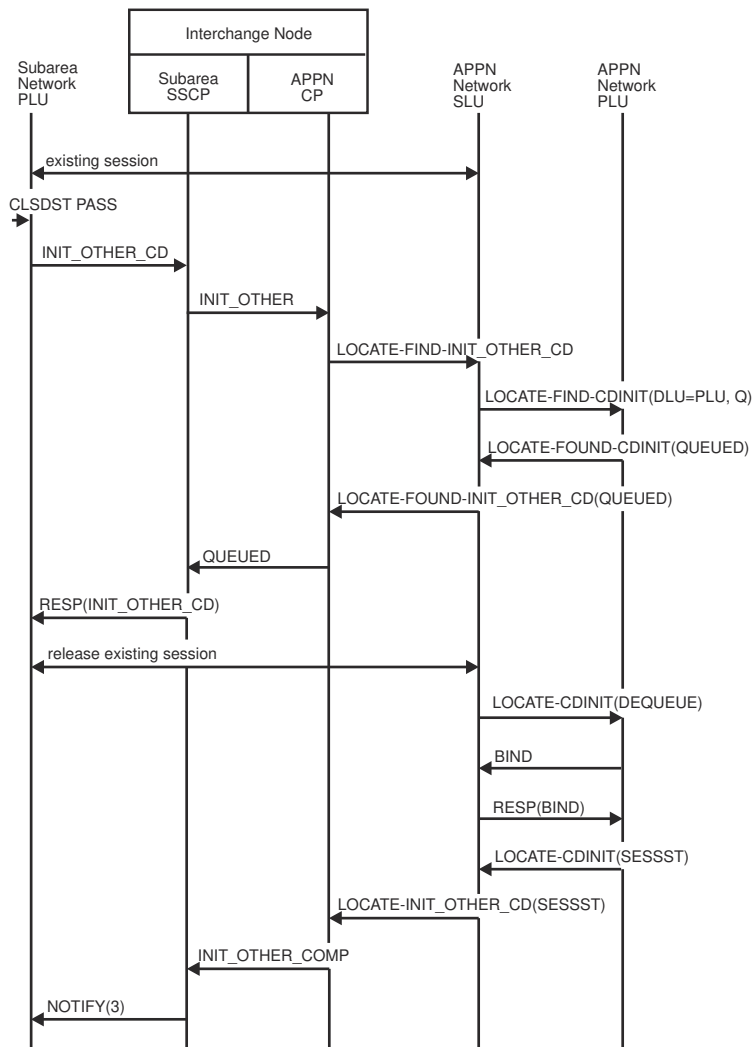 Interchange Node
Subarea
Network
PLU
Subarea
SSCP
APPN
CP
APPN
Network
SLU
APPN
Network
PLU
existing session
CLSDST PASS
INIT_OTHER_CD
INIT_OTHER
LOCATE-FIND-INIT_OTHER_CD
LOCATE-FIND-CDINIT(DLU=PLU, Q)
LOCATE-FOUND-CDINIT(QUEUED)
LOCATE-FOUND-INIT_OTHER_CD(QUEUED)
QUEUED
RESP(INIT_OTHER_CD)
release existing session
LOCATE-CDINIT(DEQUEUE)
BIND
RESP(BIND)
LOCATE-CDINIT(SESSST)
LOCATE-INIT_OTHER_CD(SESSST)
INIT_OTHER_COMP
NOTIFY(3)